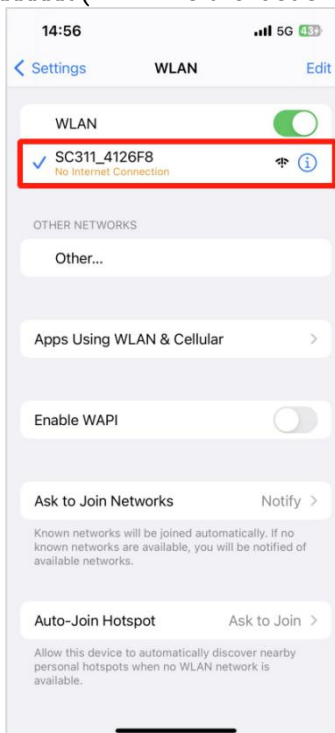 14:56
5G 43
Settings
WLAN
Edit
WLAN
SC311_4126F8
No Internet Connection
OTHER NETWORKS
Other...
Apps Using WLAN & Cellular
Enable WAPI
Ask to Join Networks
Notify
Known networks will be joined automatically. If no
known networks are available, you will be notified of
available networks.
Auto-Join Hotspot
Ask to Join
Allow this device to automatically discover nearby
personal hotspots when no WLAN network is
available.